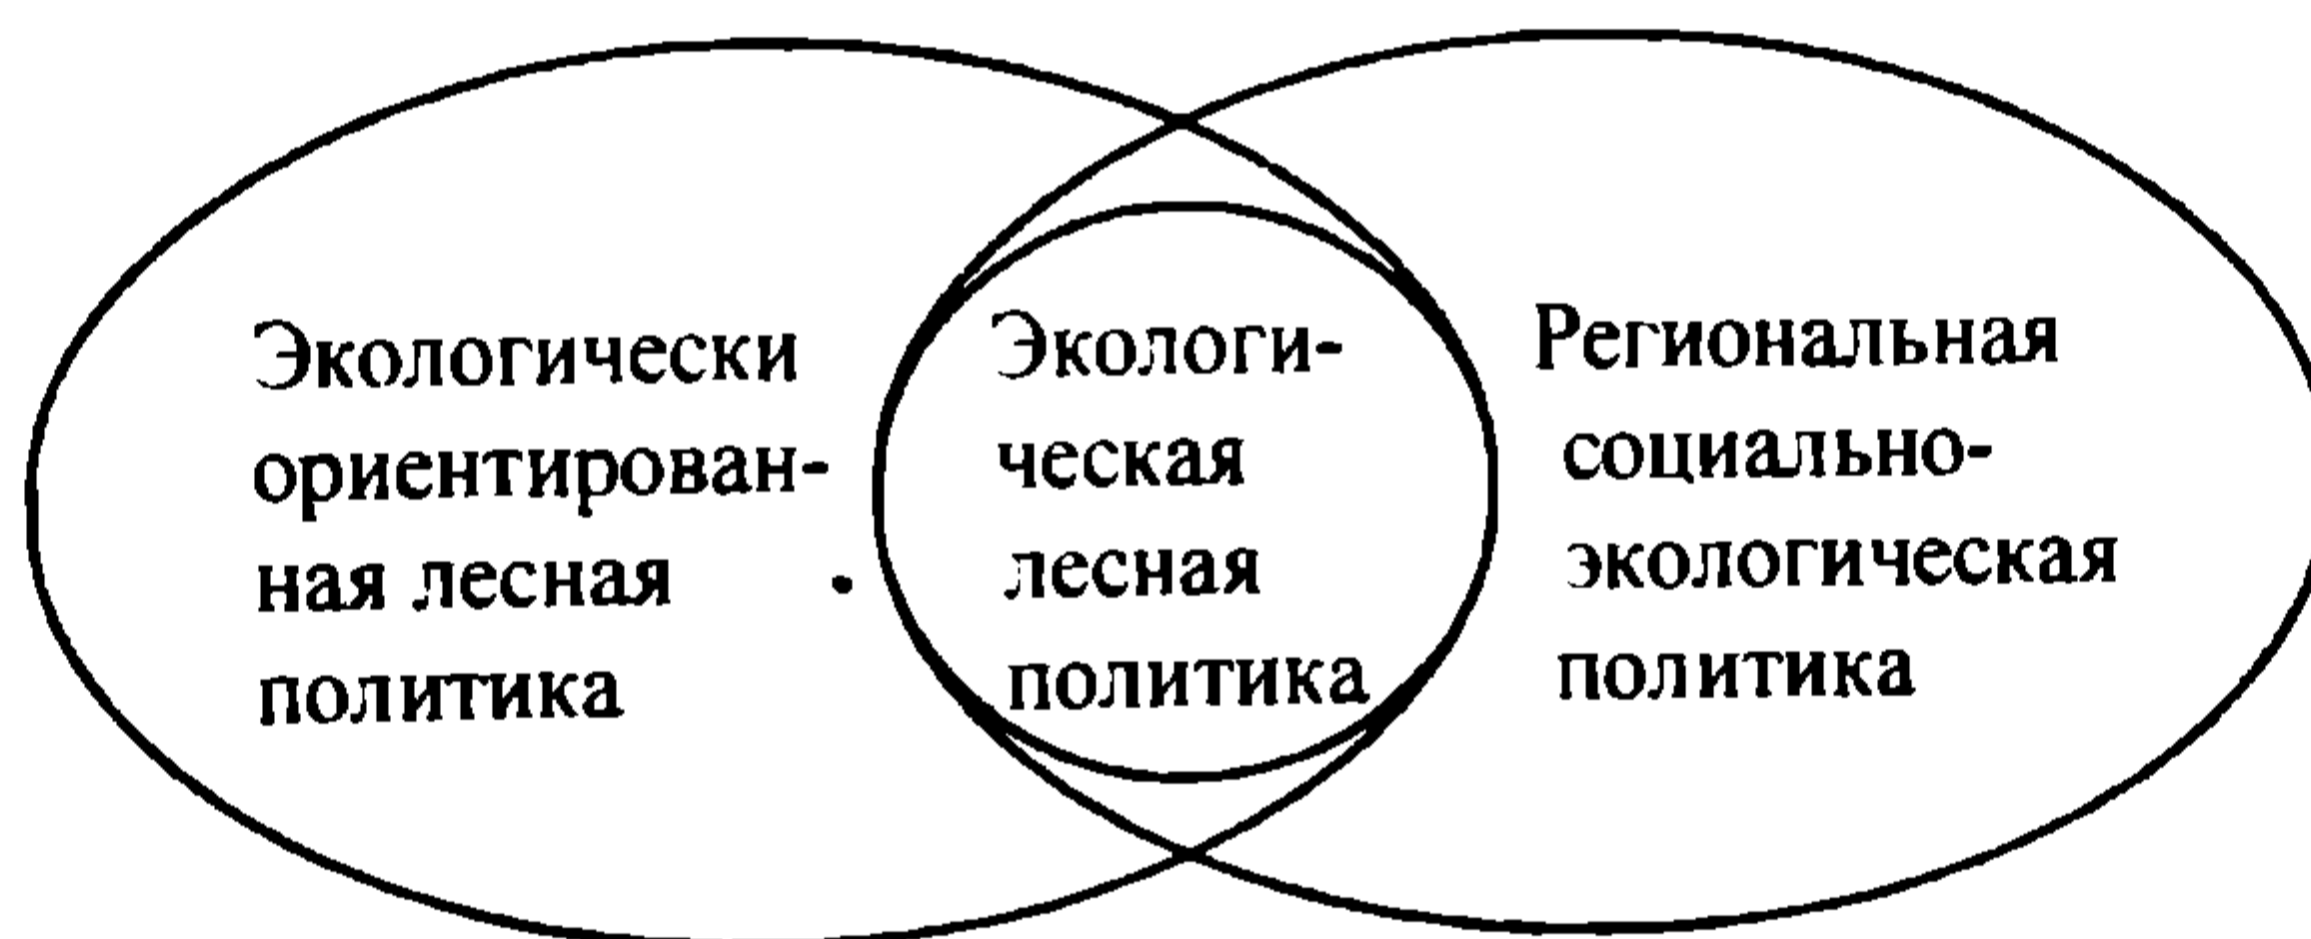 Экологически
ориентирован-
ная лесная
политика
Экологи-
ческая
лесная
политика
Региональная
социально-
экологическая
политика